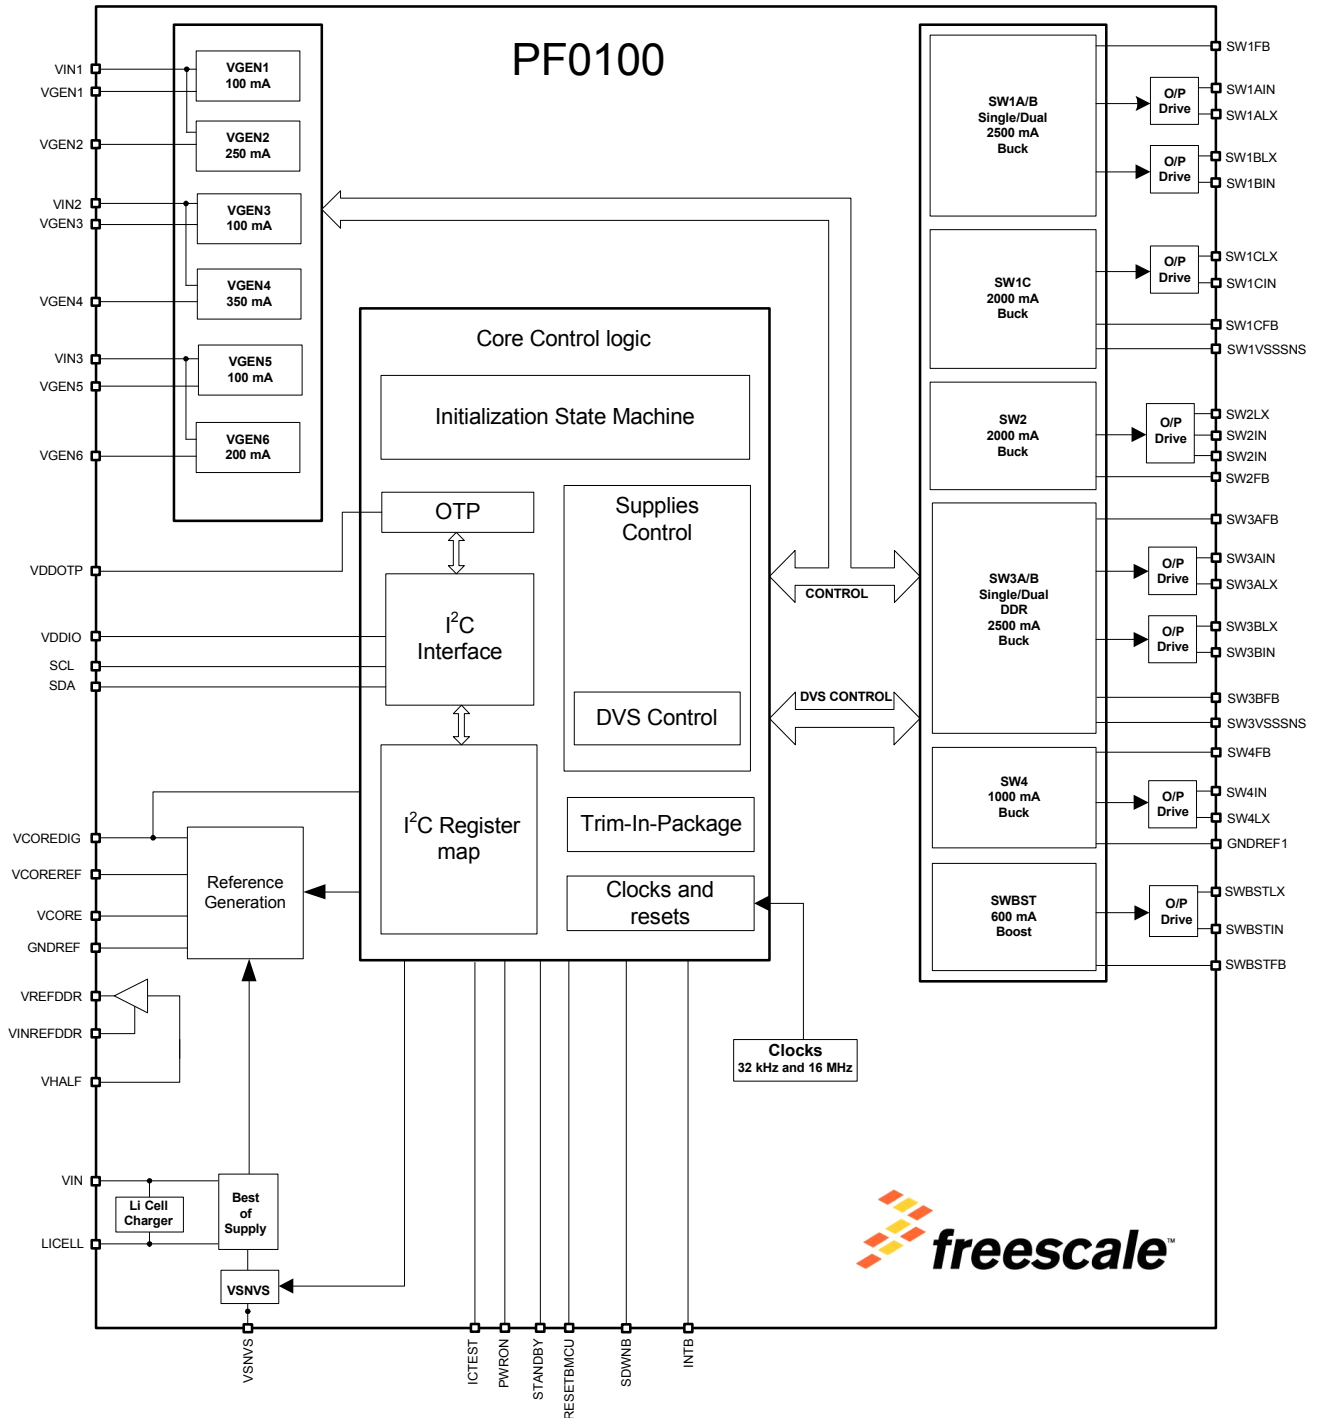 PF0100
VIN1
VGEN1
VGEN2
VIN2
VGEN3
VGEN4
VIN3
VGEN5
VGEN6
VDDOTP
VDDIO
SCL
SDA
VCOREDIG
VCOREREF
VCORE
GNDREF
VREFDDR
VINREFDDR
VHALF
VIN
LICELL
VGEN1
100 mA
VGEN2
250 mA
VGEN3
100 mA
VGEN4
350 mA
VGEN5
100 mA
VGEN6
200 mA
Core Control logic
Initialization State Machine
OTP
I2C
Interface
I2C Register
map
Supplies
Control
DVS Control
Trim-In-Package
Clocks and
resets
Reference
Generation
Li Cell
Charger
Best
of
Supply
VSNVS
Clocks
32 kHz and 16 MHz
CONTROL
DVS CONTROL
SW1A/B
Single/Dual
2500 mA
Buck
SW1C
2000 mA
Buck
SW2
2000 mA
Buck
SW3A/B
Single/Dual
DDR
2500 mA
Buck
SW4
1000 mA
Buck
SWBST
600 mA
Boost
O/P
Drive
O/P
Drive
O/P
Drive
O/P
Drive
O/P
Drive
O/P
Drive
O/P
Drive
O/P
Drive
SW1FB
SW1AIN
SW1ALX
SW1BLX
SW1BIN
SW1CLX
SW1CIN
SW1CFB
SW1VSSSNS
SW2LX
SW2IN
SW2IN
SW2FB
SW3AFB
SW3AIN
SW3ALX
SW3BLX
SW3BIN
SW3BFB
SW3VSSSNS
SW4FB
SW4IN
SW4LX
GNDREF1
SWBSTLX
SWBSTIN
SWBSTFB
freescale™
VSNVS
ICTEST
PWRON
STANDBY
RESETBMCU
SDWNB
INTB